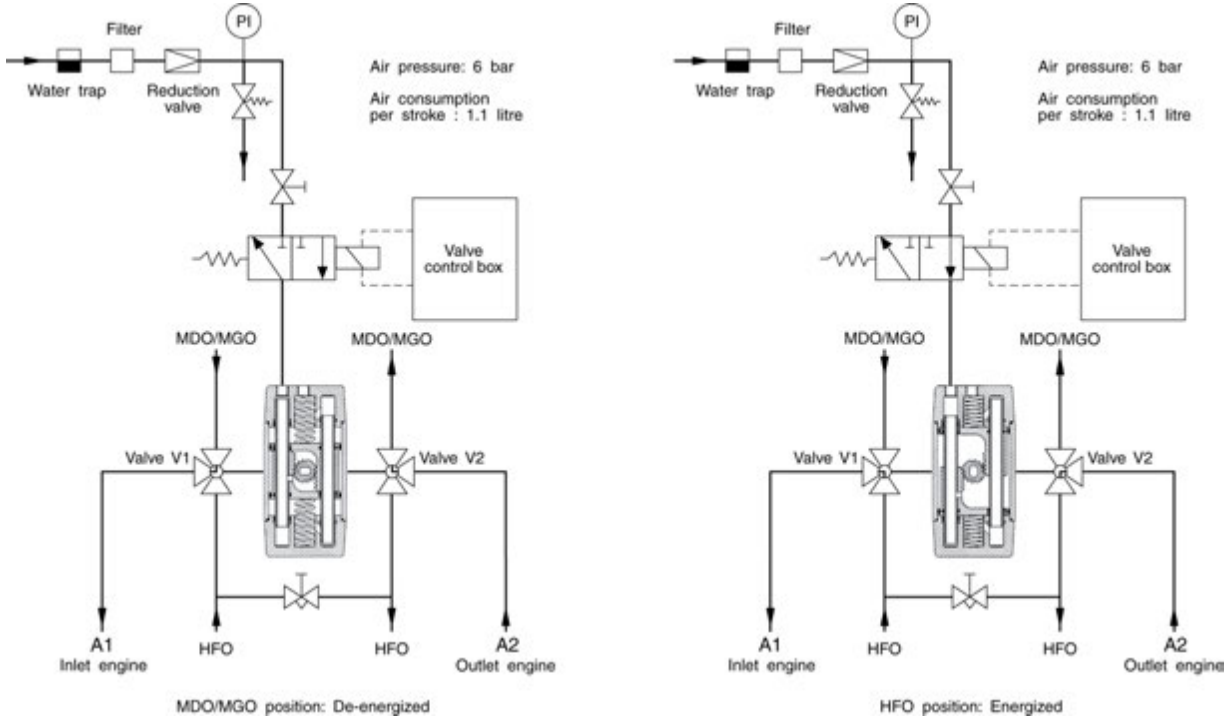 PI
Filter
Water trap
Reduction
valve
Air pressure: 6 bar
Air consumption
per stroke : 1.1 litre
Valve
control box
MDO/MGO
MDO/MGO
Valve V1
Valve V2
A1
Inlet engine
HFO
HFO
A2
Outlet engine
MDO/MGO position: De-energized
PI
Filter
Water trap
Reduction
valve
Air pressure: 6 bar
Air consumption
per stroke : 1.1 litre
Valve
control box
MDO/MGO
MDO/MGO
Valve V1
Valve V2
A1
Inlet engine
HFO
HFO
A2
Outlet engine
HFO position: Energized